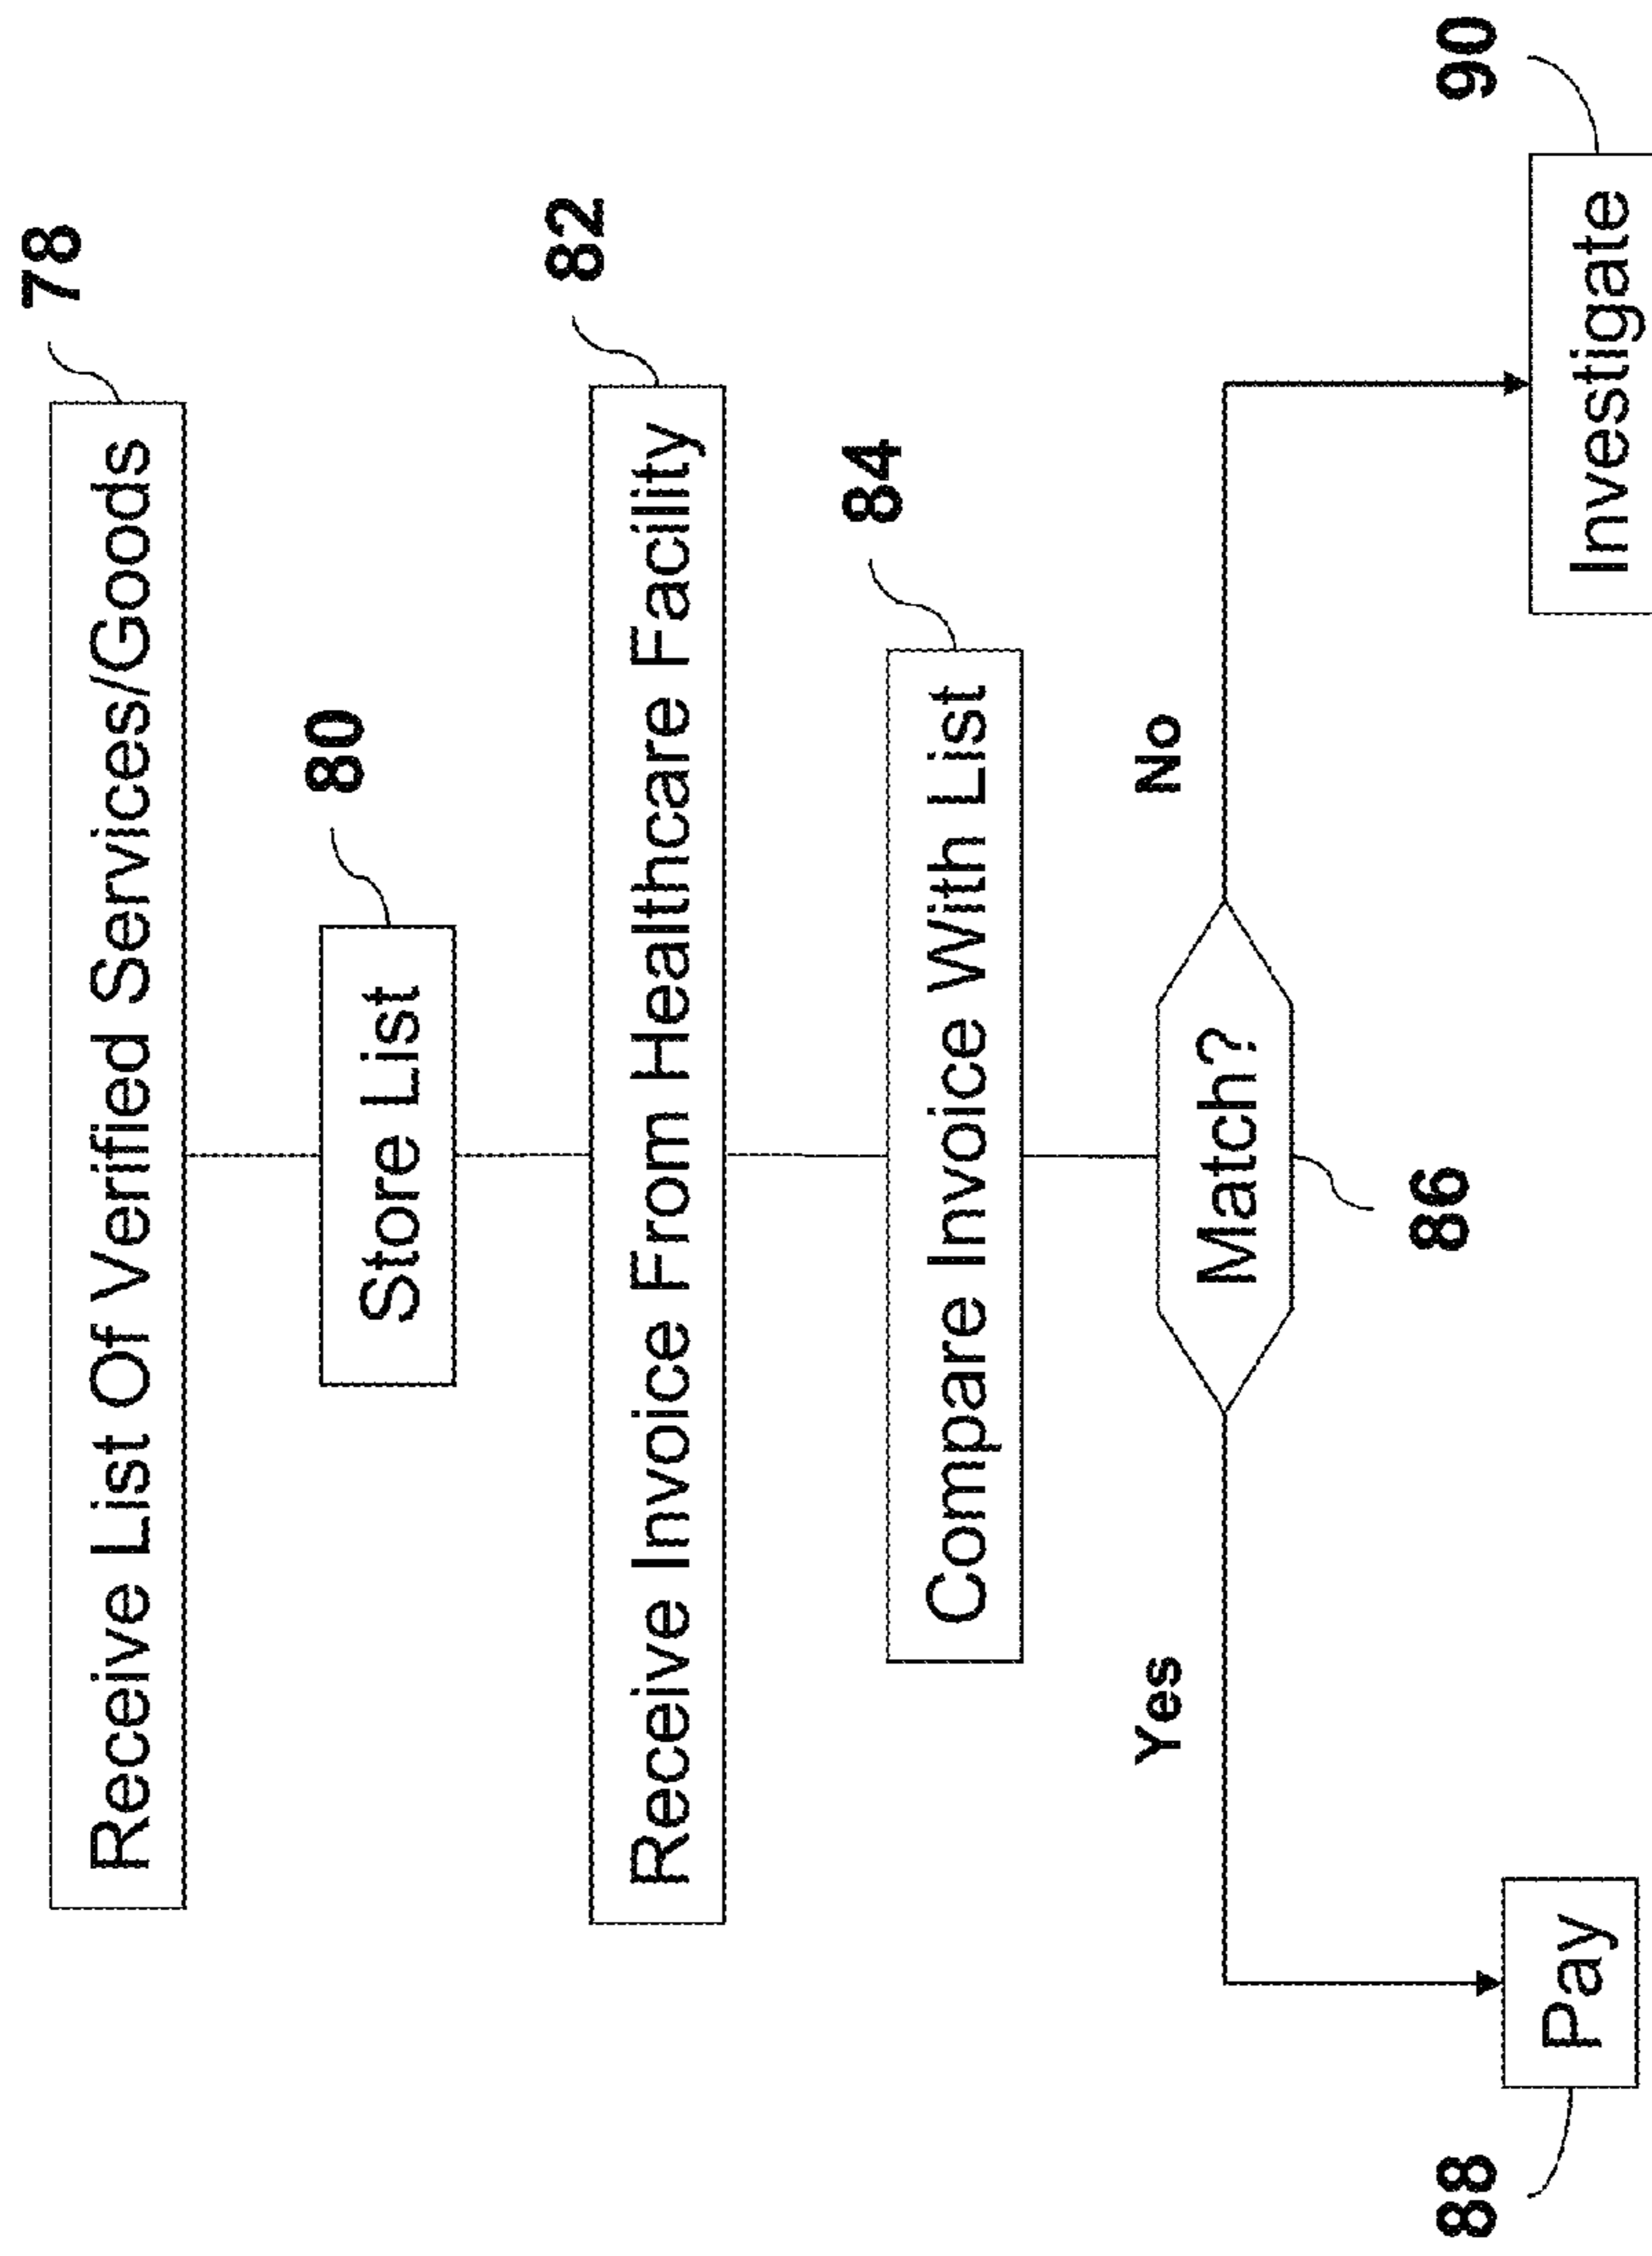 78
Receive List Of Verified Services/Goods
80
Store List
82
Receive Invoice From Healthcare Facility
84
Compare Invoice With List
Yes
No
Match?
86
88
Pay
90
Investigate